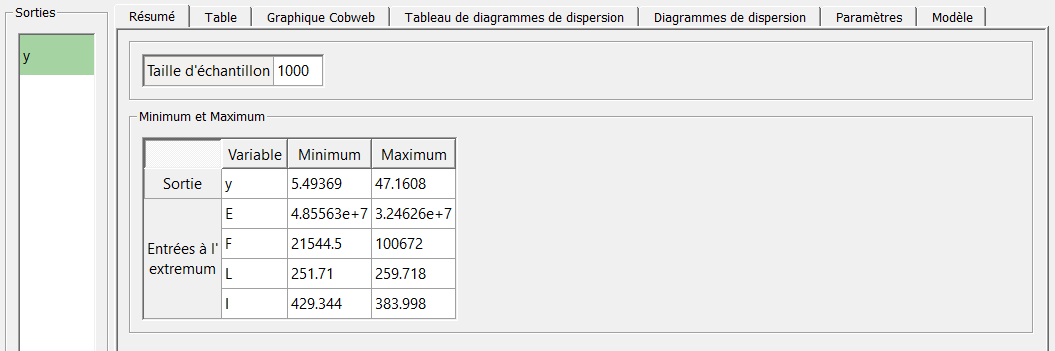 Sorties
y
Résumé Table Graphique Cobweb Tableau de diagrammes de dispersion Diagrammes de dispersion Paramètres Modèle
Taille d'échantillon 1000
Minimum et Maximum
Variable Minimum Maximum
Sortie y 5.49369 47.1608
Entrées à l'
extremum
E 4.85563e+7 3.24626e+7
F 21544.5 100672
L 251.71 259.718
I 429.344 383.998